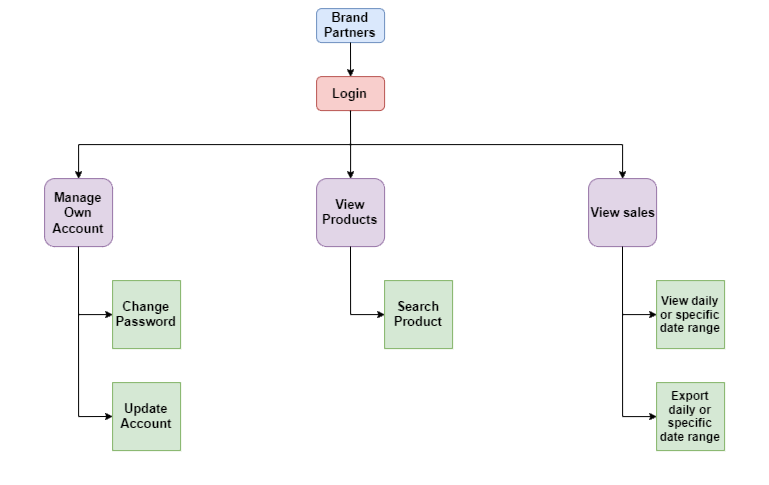 Brand
Partners
Login
Manage
Own
Account
View
Products
View sales
Change
Password
Search
Product
View daily
or specific
date range
Update
Account
Export
daily or
specific
date range